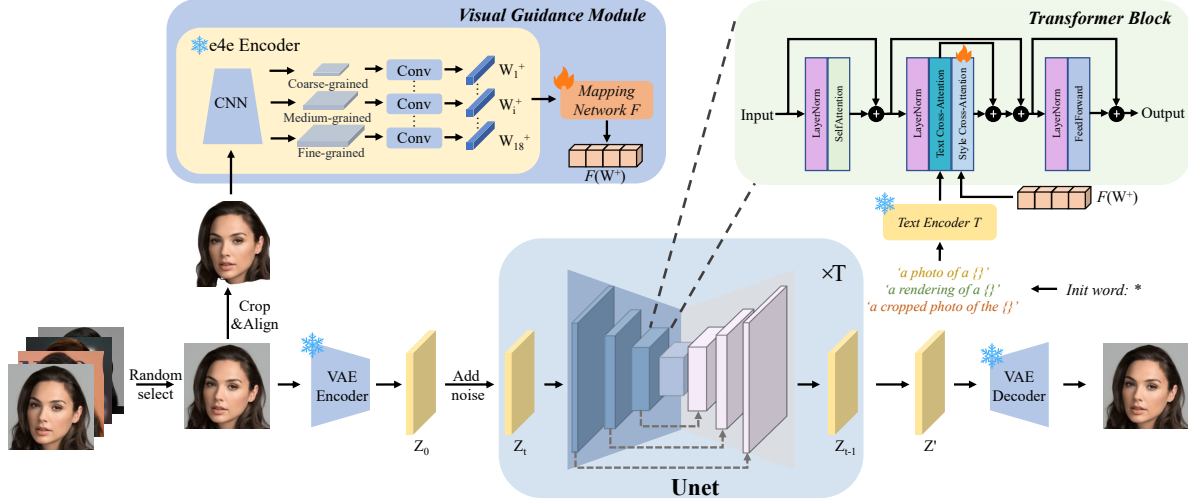 Visual Guidance Module
e4e Encoder
CNN
Coarse-grained
Medium-grained
Fine-grained
Conv
Conv
Conv
W1+
Wi+
W18+
Mapping
Network F
F(W+)
Transformer Block
Input
LayerNorm
SelfAttention
LayerNorm
Text Cross-Attention
Style Cross-Attention
LayerNorm
FeedForward
Output
F(W+)
Text Encoder T
'a photo of a {}'
'a rendering of a {}'
'a cropped photo of the {}'
Init word: *
Crop
&Align
Random
select
VAE
Encoder
Z0
Add
noise
Zt
×T
Unet
Zt-1
Z'
VAE
Decoder